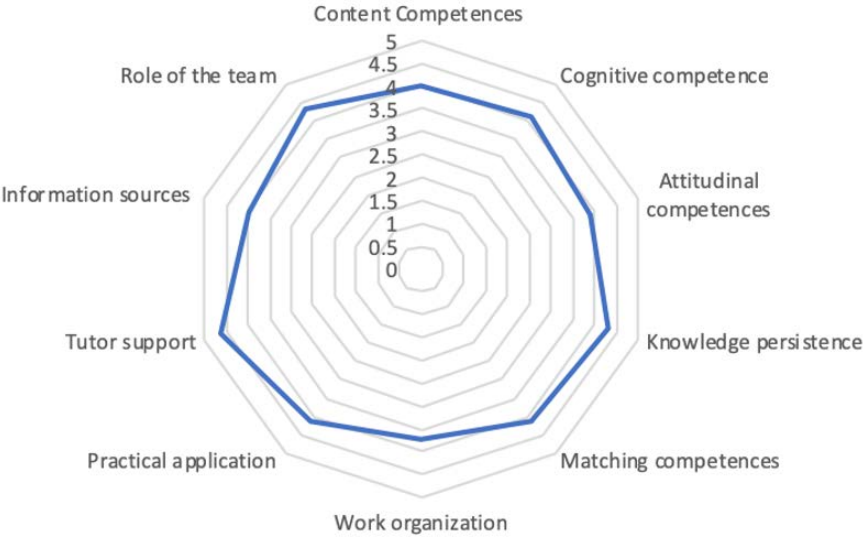 Content Competences
5
4.5
4
3.5
3
2.5
2
1.5
1
0.5
0
Cognitive competence
Attitudinal
competences
Knowledge persistence
Matching competences
Work organization
Practical application
Tutor support
Information sources
Role of the team